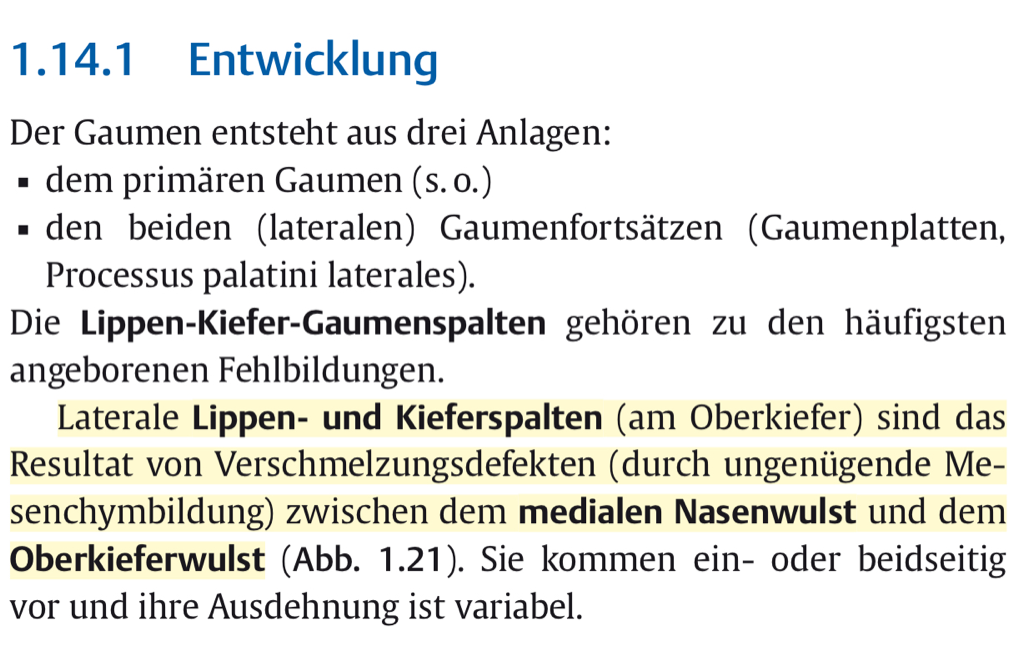 1.14.1 Entwicklung
Der Gaumen entsteht aus drei Anlagen:
▪ dem primären Gaumen (s. o.)
▪ den beiden (lateralen) Gaumenfortsätzen (Gaumenplatten,
Processus palatini laterales).
Die Lippen-Kiefer-Gaumenspalten gehören zu den häufigsten
angeborenen Fehlbildungen.
Laterale Lippen- und Kieferspalten (am Oberkiefer) sind das
Resultat von Verschmelzungsdefekten (durch ungenügende Me-
senchymbildung) zwischen dem medialen Nasenwulst und dem
Oberkieferwulst (Abb. 1.21). Sie kommen ein- oder beidseitig
vor und ihre Ausdehnung ist variabel.